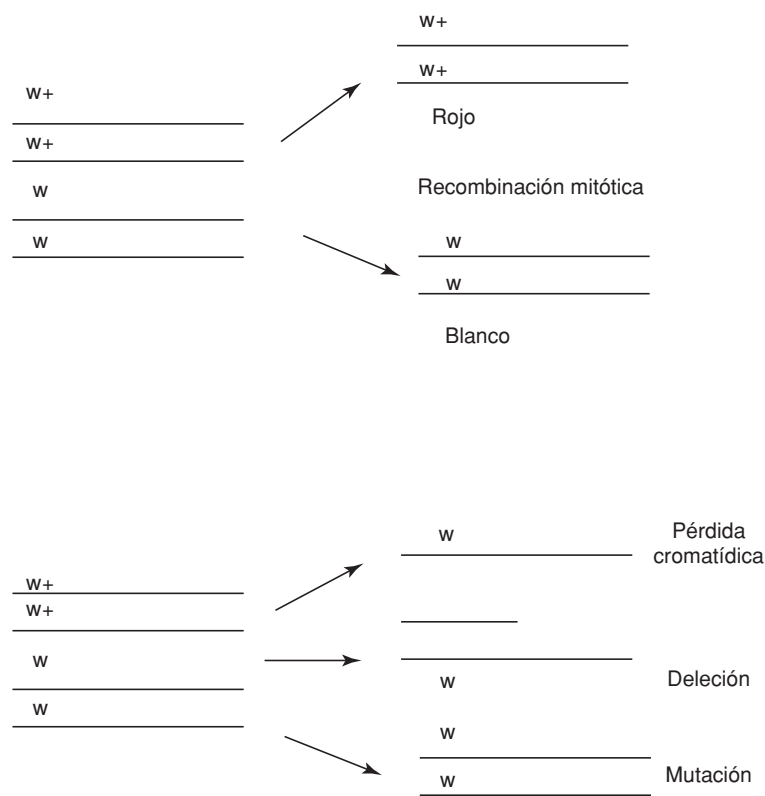 w+
w+
w
w
w+
w+
Rojo
Recombinación mitótica
w
w
Blanco
w+
w+
w
w
w
Pérdida
cromatídica
w
Deleción
w
w
Mutación